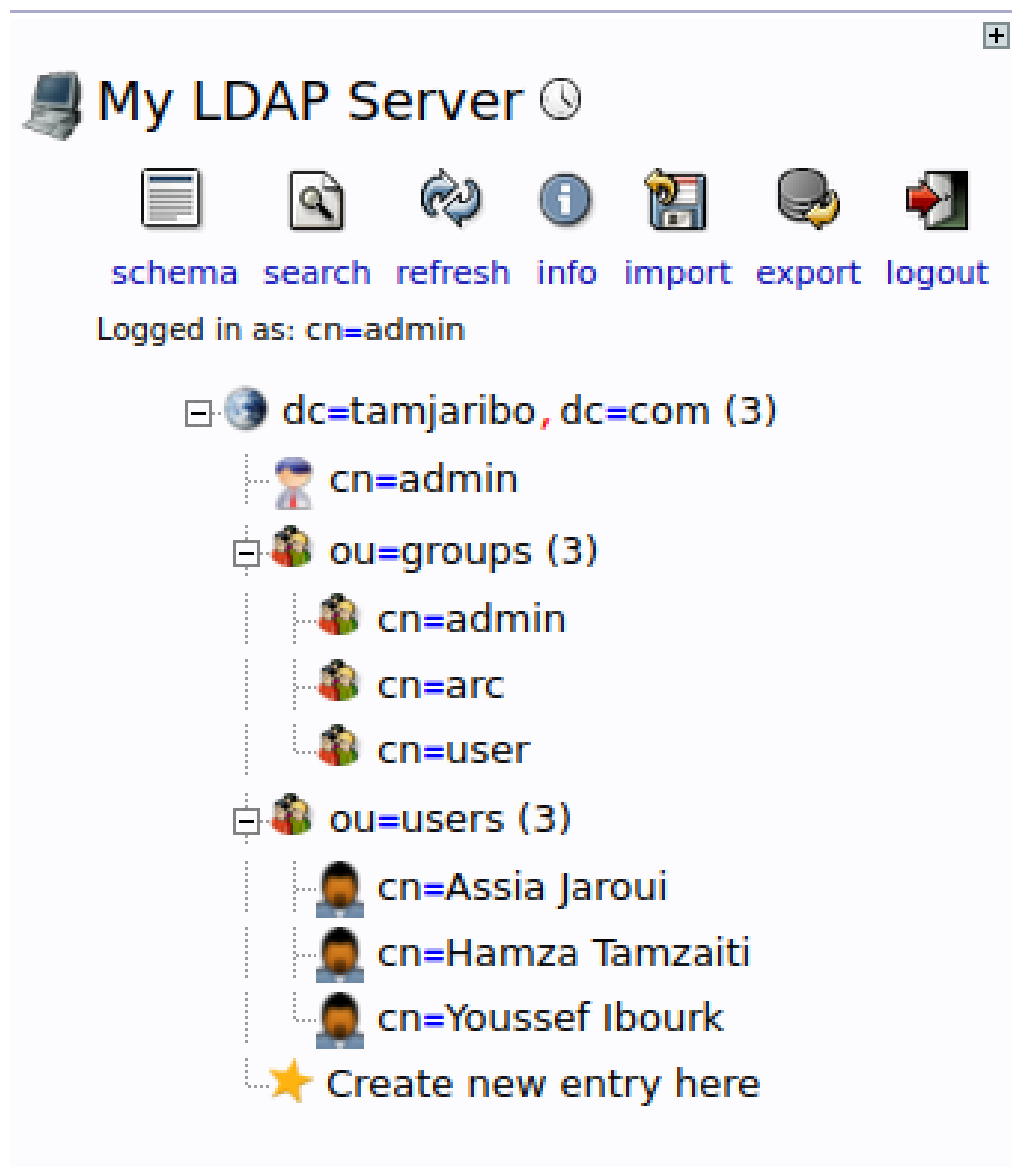 My LDAP Server
schema search refresh info import export logout
Logged in as: cn=admin
dc=tamjaribo, dc=com (3)
cn=admin
ou=groups (3)
cn=admin
cn=arc
cn=user
ou=users (3)
cn=Assia Jaroui
cn=Hamza Tamzaiti
cn=Youssef Ibourk
Create new entry here